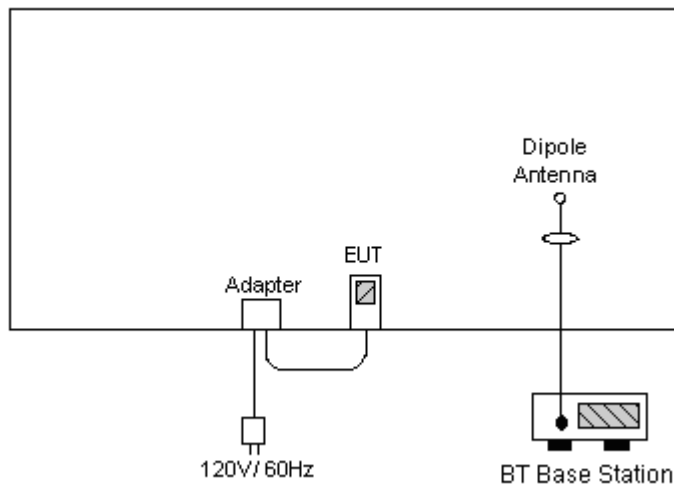 Dipole
Antenna
EUT
Adapter
120V/ 60Hz
BT Base Station